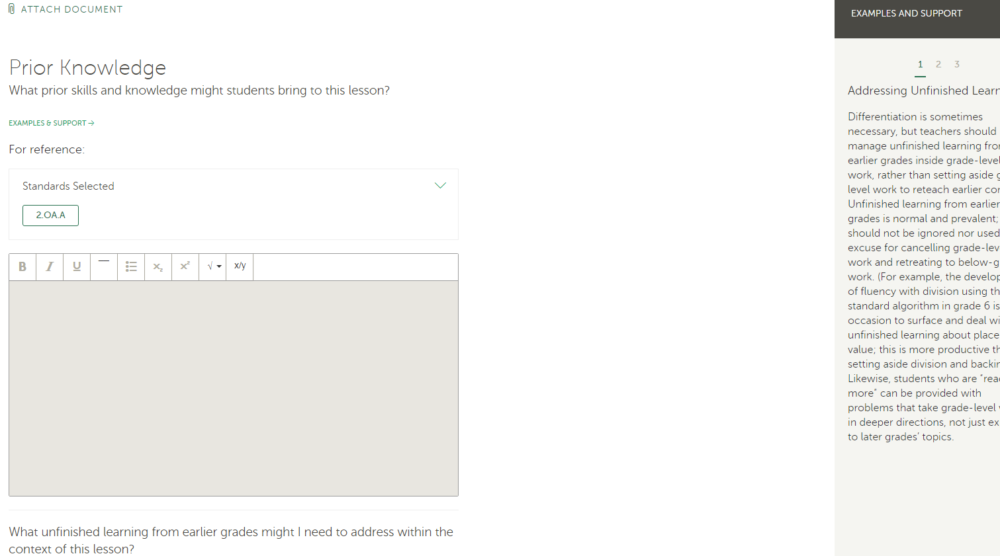 ATTACH DOCUMENT
Prior Knowledge
What prior skills and knowledge might students bring to this lesson?
EXAMPLES & SUPPORT →
For reference:
Standards Selected
2.OA.A
B I U x₂ x² √ x/y
What unfinished learning from earlier grades might I need to address within the
context of this lesson?
EXAMPLES AND SUPPORT
1 2 3
Addressing Unfinished Learn
Differentiation is sometimes
necessary, but teachers should
manage unfinished learning fro
earlier grades inside grade-level
work, rather than setting aside g
level work to reteach earlier cor
Unfinished learning from earlier
grades is normal and prevalent;
should not be ignored nor used
excuse for cancelling grade-lev
work and retreating to below-g
work. (For example, the develop
of fluency with division using th
standard algorithm in grade 6 is
occasion to surface and deal wi
unfinished learning about place
value; this is more productive th
setting aside division and backin
Likewise, students who are “rea
more” can be provided with
problems that take grade-level
in deeper directions, not just ex
to later grades’ topics.